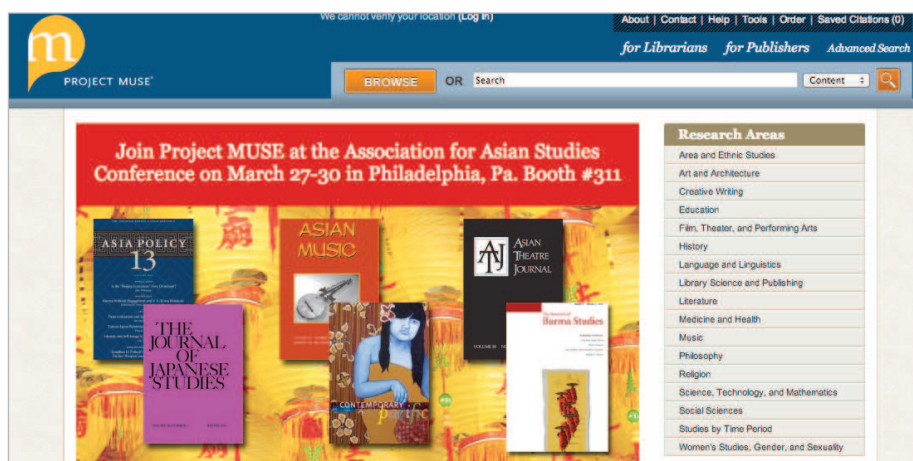 We cannot verify your location (Log In)
About | Contact | Help | Tools | Order | Saved Citations (0)
for Librarians for Publishers Advanced Search
m
PROJECT MUSE®
BROWSE OR Search Content
Join Project MUSE at the Association for Asian Studies
Conference on March 27-30 in Philadelphia, Pa. Booth #311
ASIA POLICY
13
ASIAN
MUSIC
ATJ
ASIAN
THEATRE
JOURNAL
THE
JOURNAL
OF
JAPANESE
STUDIES
CONTEMPORARY
pacific
Burma Studies
Research Areas
Area and Ethnic Studies
Art and Architecture
Creative Writing
Education
Film, Theater, and Performing Arts
History
Language and Linguistics
Library Science and Publishing
Literature
Medicine and Health
Music
Philosophy
Religion
Science, Technology, and Mathematics
Social Sciences
Studies by Time Period
Women's Studies, Gender, and Sexuality